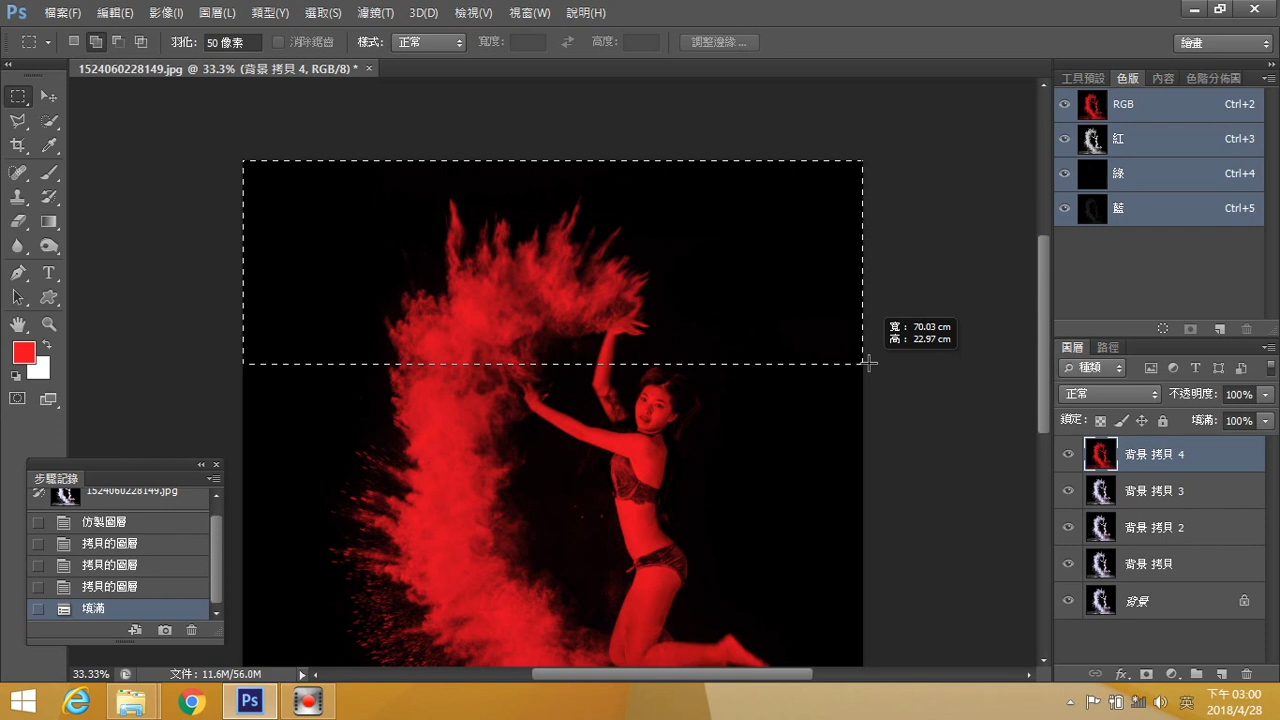 Ps 檔案(F) 編輯(E) 影像(I) 圖層(L) 類型(Y) 選取(S) 濾鏡(T) 3D(D) 檢視(V) 視窗(W) 說明(H)
羽化: 50 像素 消除鋸齒 樣式: 正常 寬度: 高度: 調整邊緣... 繪畫
1524060228149.jpg @ 33.3% (背景 拷貝 4, RGB/8) * ×
工具預設 色版 內容 色階分佈圖
RGB Ctrl+2
紅 Ctrl+3
綠 Ctrl+4
藍 Ctrl+5
寬: 70.03 cm
高: 22.97 cm
圖層 路徑
種類
正常 不透明度: 100%
鎖定: 填滿: 100%
背景 拷貝 4
背景 拷貝 3
背景 拷貝 2
背景 拷貝
背景
步驟記錄
1524060228149.jpg
仿製圖層
拷貝的圖層
拷貝的圖層
拷貝的圖層
填滿
33.33% 文件: 11.6M/56.0M
Ps
英
下午 03:00
2018/4/28